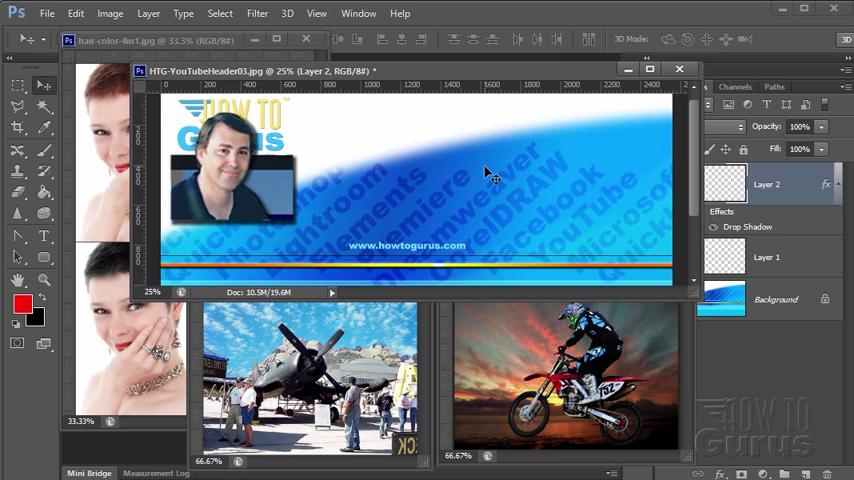 Ps File Edit Image Layer Type Select Filter 3D View Window Help
3D Mode:
3D
hair-color-4in1.jpg @ 33.3% (RGB/8#)
HTG-YouTubeHeader03.jpg @ 25% (Layer 2, RGB/8#) *
0 200 400 600 800 1000 1200 1400 1600 1800 2000 2200
HOW TO™
Gurus
Photoshop
Lightroom
Elements
Premiere
Dreamweaver
CorelDRAW
Facebook
YouTube
Microsoft
www.howtogurus.com
25% Doc: 10.5M/19.6M
Channels Paths
Opacity: 100%
Fill: 100%
Layer 2 fx
Effects
Drop Shadow
Layer 1
Background
752
33.33%
66.67%
66.67%
HOW TO
Gurus
Mini Bridge Measurement Log